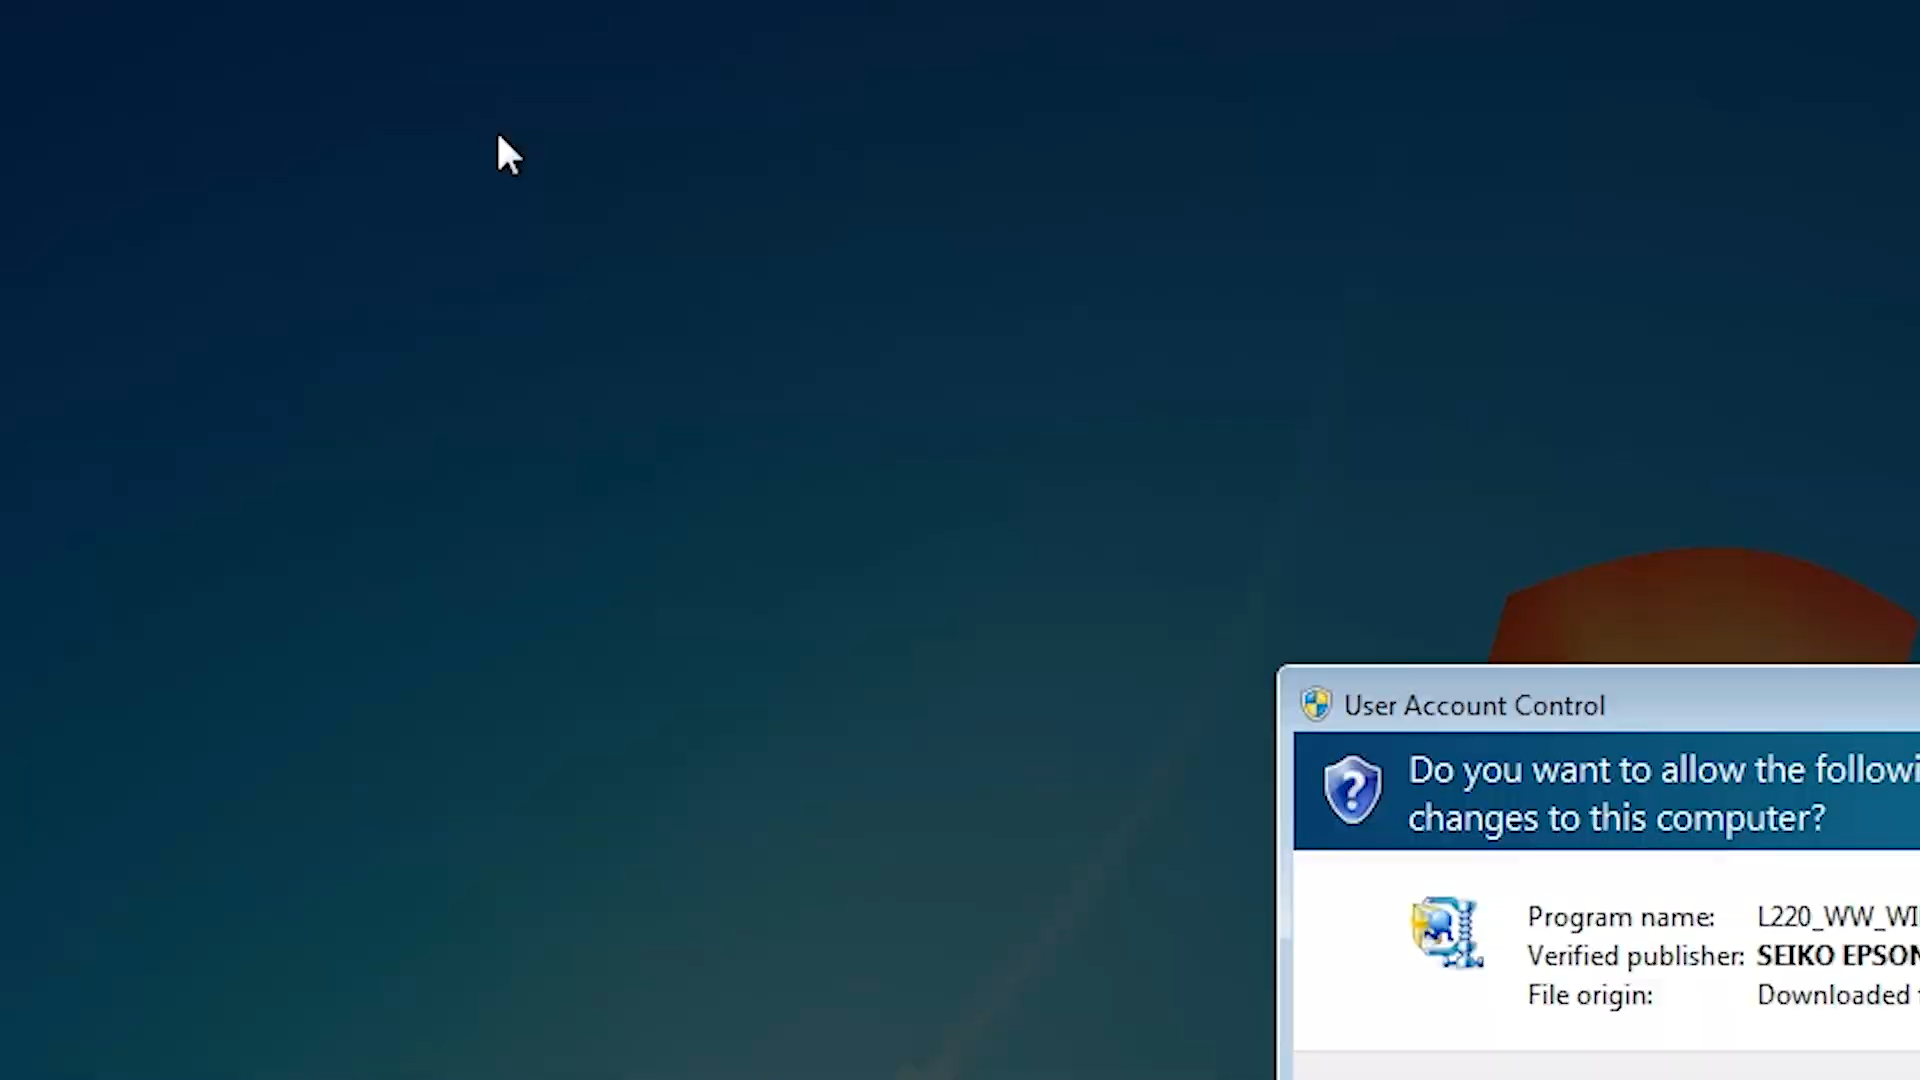 User Account Control
Do you want to allow the
changes to this computer?
Program name: L220_WW_WI
Verified publisher: SEIKO EPSON
File origin: Downloaded